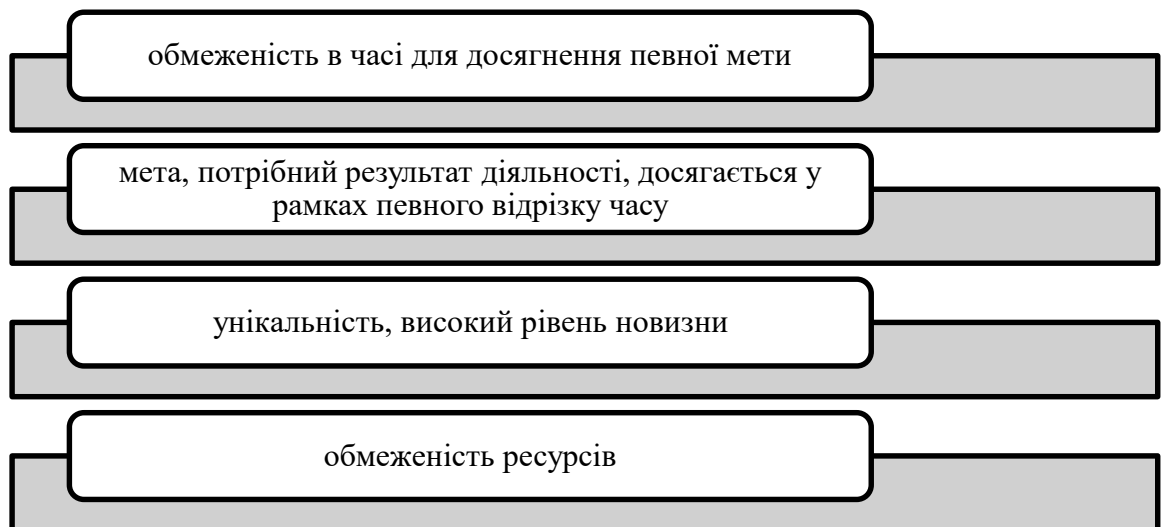 обмеженість в часі для досягнення певної мети
мета, потрібний результат діяльності, досягається у
рамках певного відрізку часу
унікальність, високий рівень новизни
обмеженість ресурсів